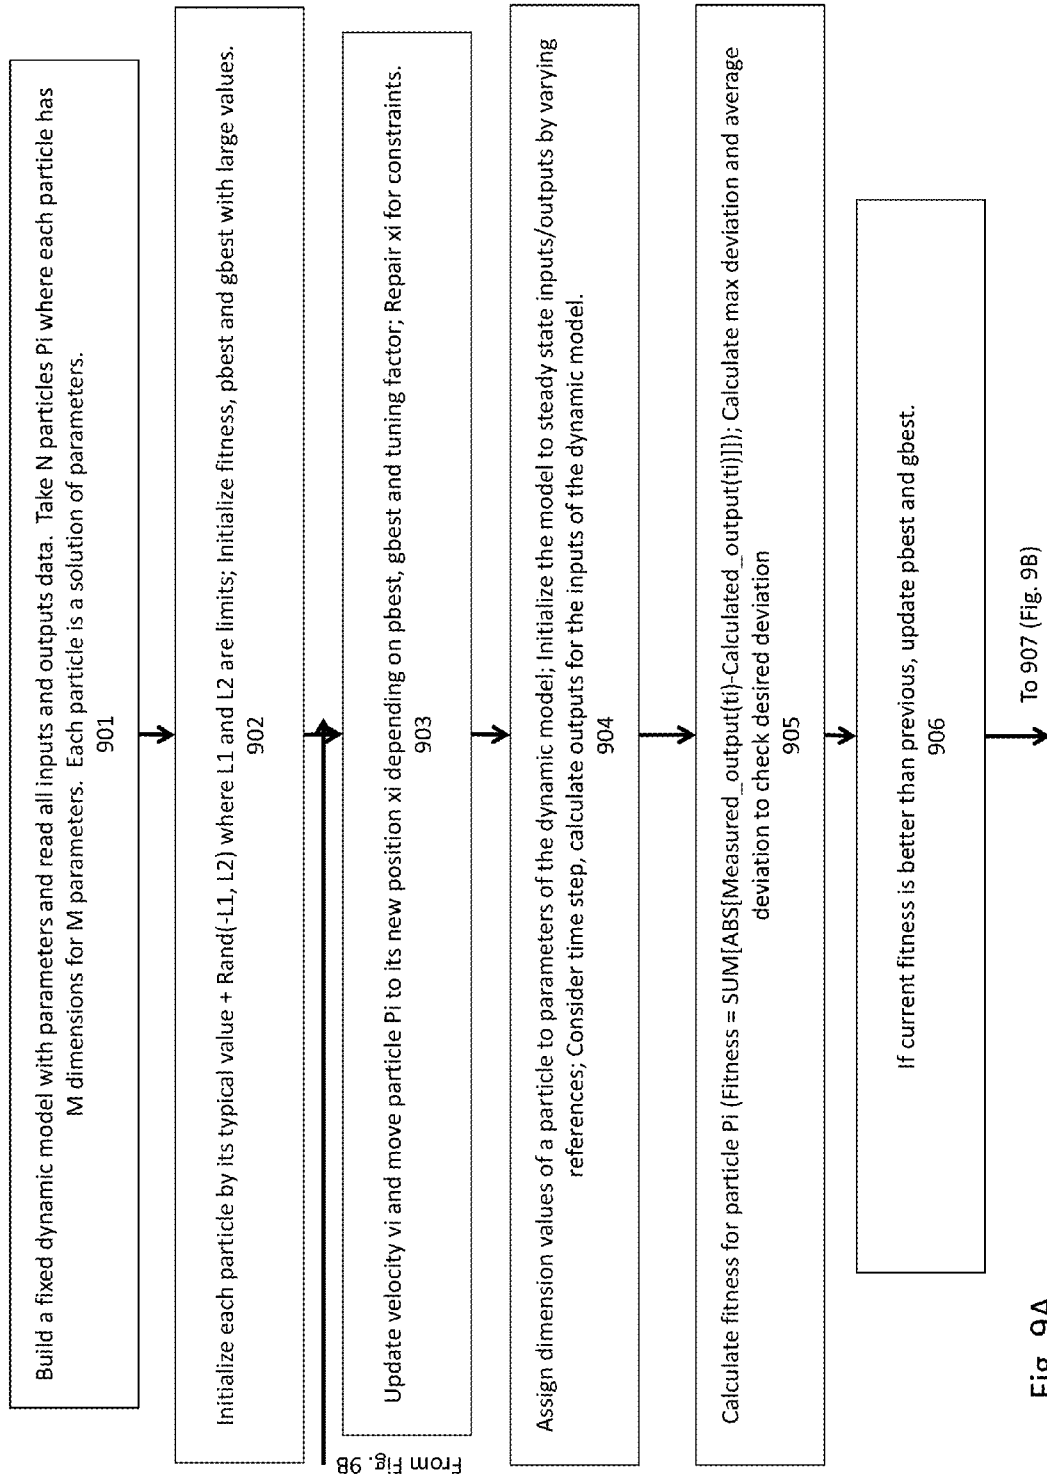 Build a fixed dynamic model with parameters and read all inputs and outputs data.  Take N particles Pi where each particle has
M dimensions for M parameters.  Each particle is a solution of parameters.
901
Initialize each particle by its typical value + Rand(-L1, L2) where L1 and L2 are limits; Initialize fitness, pbest and gbest with large values.
902
From Fig. 9B
Update velocity vi and move particle Pi to its new position xi depending on pbest, gbest and tuning factor; Repair xi for constraints.
903
Assign dimension values of a particle to parameters of the dynamic model; Initialize the model to steady state inputs/outputs by varying
references; Consider time step, calculate outputs for the inputs of the dynamic model.
904
Calculate fitness for particle Pi (Fitness = SUM[ABS[Measured_output(ti)-Calculated_output(ti)]]); Calculate max deviation and average
deviation to check desired deviation
905
If current fitness is better than previous, update pbest and gbest.
906
To 907 (Fig. 9B)
Fig. 9A